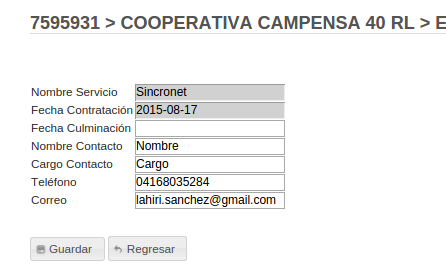 7595931 > COOPERATIVA CAMPENSA 40 RL > E
Nombre Servicio Sincronet
Fecha Contratación 2015-08-17
Fecha Culminación
Nombre Contacto Nombre
Cargo Contacto Cargo
Teléfono 04168035284
Correo lahiri.sanchez@gmail.com
Guardar Regresar